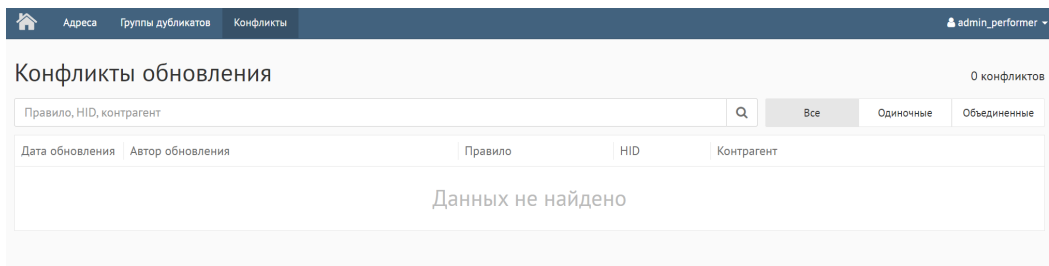 Адреса Группы дубликатов Конфликты admin_performer
Конфликты обновления 0 конфликтов
Правило, HID, контрагент Все Одиночные Объединенные
Дата обновления Автор обновления Правило HID Контрагент
Данных не найдено